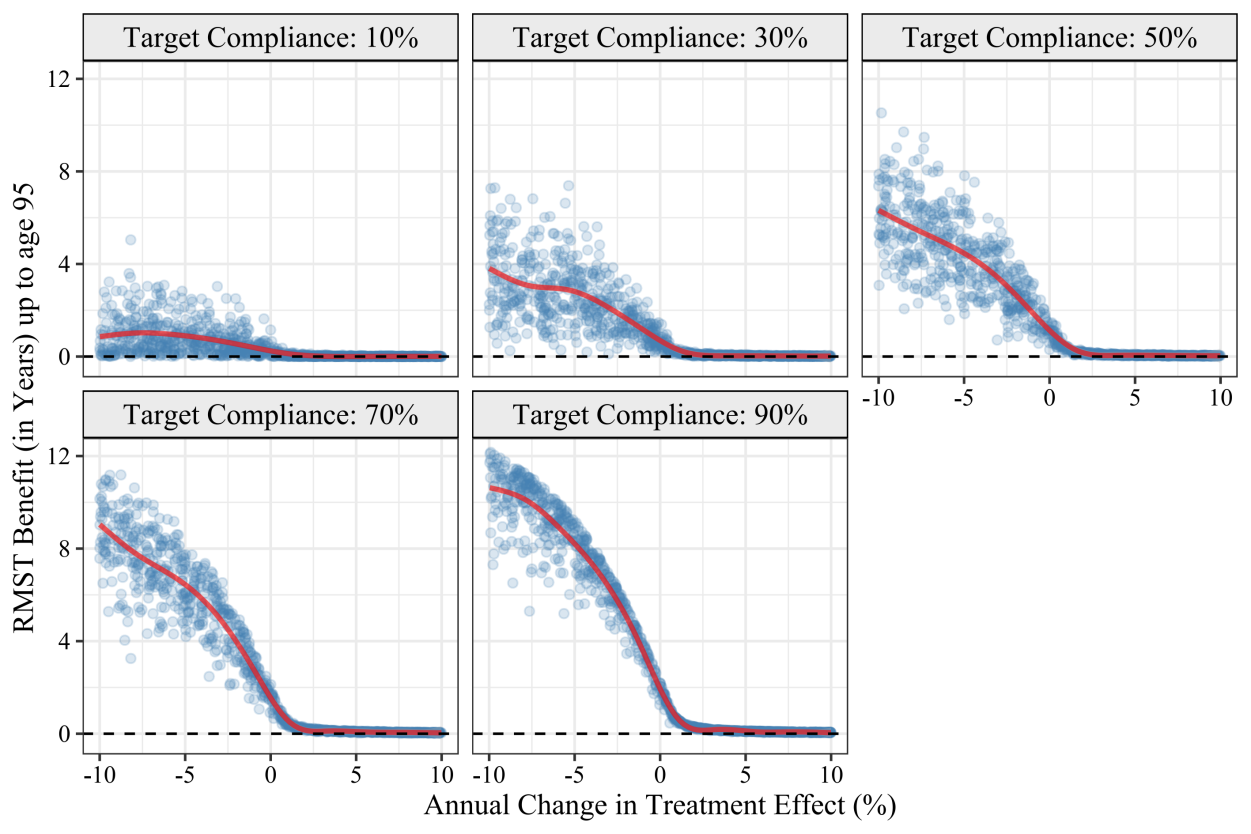 Target Compliance: 10%
Target Compliance: 30%
Target Compliance: 50%
12
8
4
0
-10 -5 0 5 10
Target Compliance: 70%
Target Compliance: 90%
12
8
4
0
-10 -5 0 5 10
-10 -5 0 5 10
Annual Change in Treatment Effect (%)
RMST Benefit (in Years) up to age 95